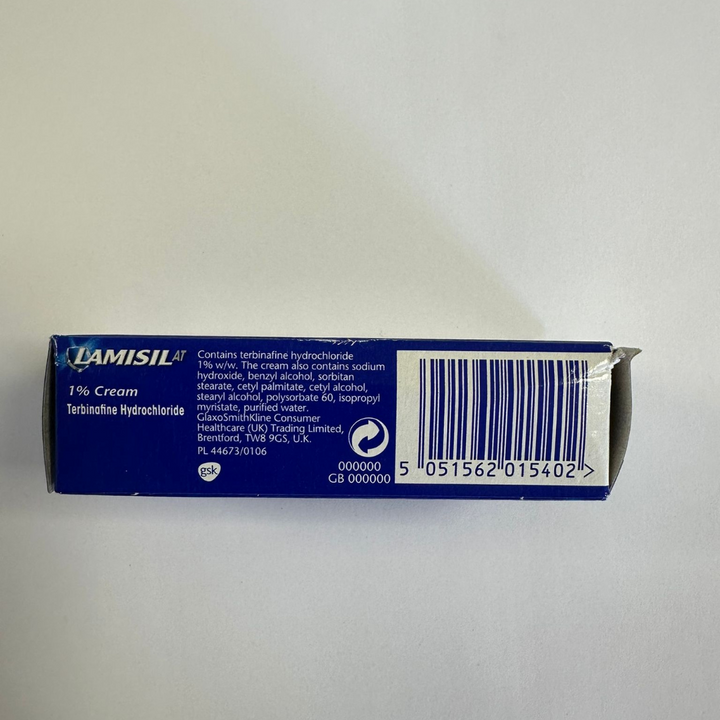 LAMISIL AT
1% Cream
Terbinafine Hydrochloride
Contains terbinafine hydrochloride
1% w/w. The cream also contains sodium
hydroxide, benzyl alcohol, sorbitan
stearate, cetyl palmitate, cetyl alcohol,
stearyl alcohol, polysorbate 60, isopropyl
myristate, purified water.
GlaxoSmithKline Consumer
Healthcare (UK) Trading Limited,
Brentford, TW8 9GS, U.K.
PL 44673/0106
gsk
000000
GB 000000
5 051562 015402 >